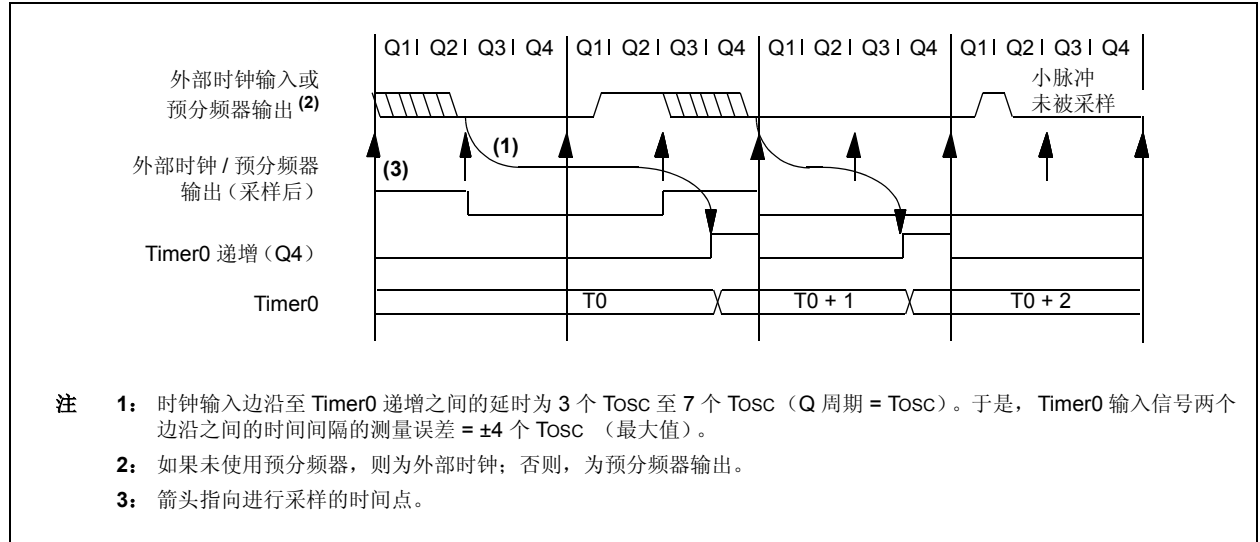 Q1 Q2 Q3 Q4 Q1 Q2 Q3 Q4 Q1 Q2 Q3 Q4 Q1 Q2 Q3 Q4
外部时钟输入或
预分频器输出 (2)
小脉冲
未被采样
(1)
(3)
外部时钟 / 预分频器
输出（采样后）
Timer0 递增（Q4）
Timer0
T0
T0 + 1
T0 + 2
注 1： 时钟输入边沿至 Timer0 递增之间的延时为 3 个 Tosc 至 7 个 Tosc （Q 周期 = Tosc）。于是， Timer0 输入信号两个
边沿之间的时间间隔的测量误差 = ±4 个 Tosc （最大值）。
2： 如果未使用预分频器，则为外部时钟；否则，为预分频器输出。
3： 箭头指向进行采样的时间点。